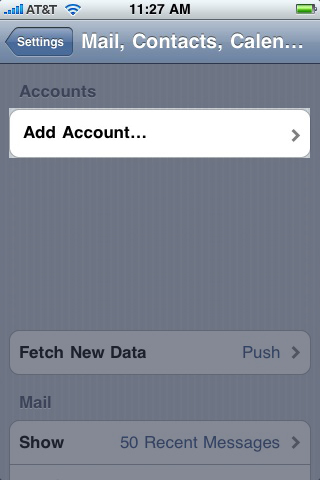 AT&T 11:27 AM
Settings Mail, Contacts, Calen...
Accounts
Add Account...
Fetch New Data Push
Mail
Show 50 Recent Messages